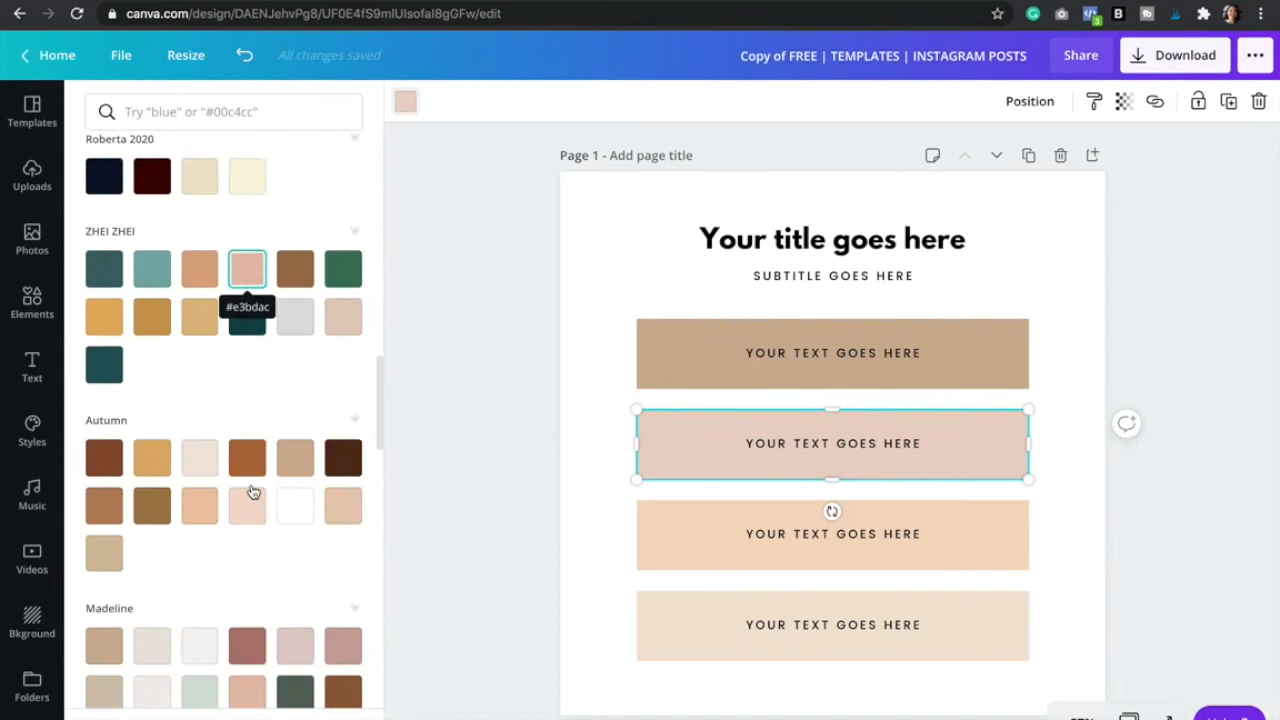 canva.com/design/DAENJehvPg8/UF0E4fS9mlUIsofal8gGFw/edit
Home File Resize All changes saved Copy of FREE | TEMPLATES | INSTAGRAM POSTS Share Download
Templates
Uploads
Photos
Elements
Text
Styles
Music
Videos
Bkground
Folders
Try "blue" or "#00c4cc"
Roberta 2020
ZHEI ZHEI
#e3bdac
Autumn
Madeline
Position
Page 1 - Add page title
Your title goes here
SUBTITLE GOES HERE
YOUR TEXT GOES HERE
YOUR TEXT GOES HERE
YOUR TEXT GOES HERE
YOUR TEXT GOES HERE